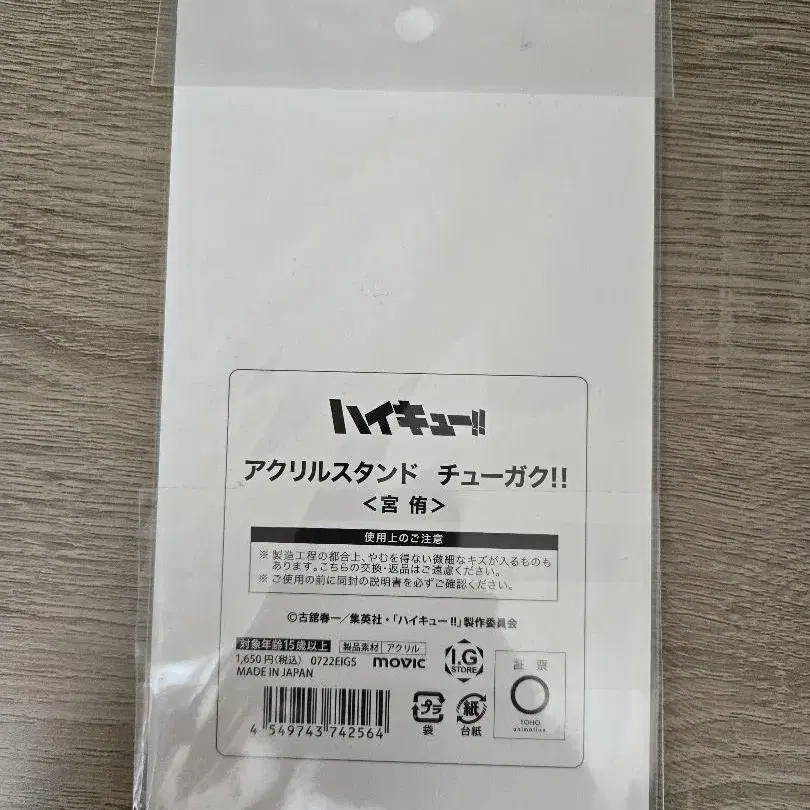 ハイキュー!!
アクリルスタンド チューガク!!
<宮 侑>
使用上のご注意
※製造工程の都合上、やむを得ない微細なキズが入るものも
あります。こちらの交換・返品はご遠慮ください。
※ご使用の前に同封の説明書を必ずご確認ください。
©古舘春一/集英社・「ハイキュー!!」製作委員会
対象年齢15歳以上 製品素材 アクリル
1,650円(税込) 0722EIGS movic I.G STORE
MADE IN JAPAN
証 票
TOHO
animation
プラ 紙
袋 台紙
4 549743 742564